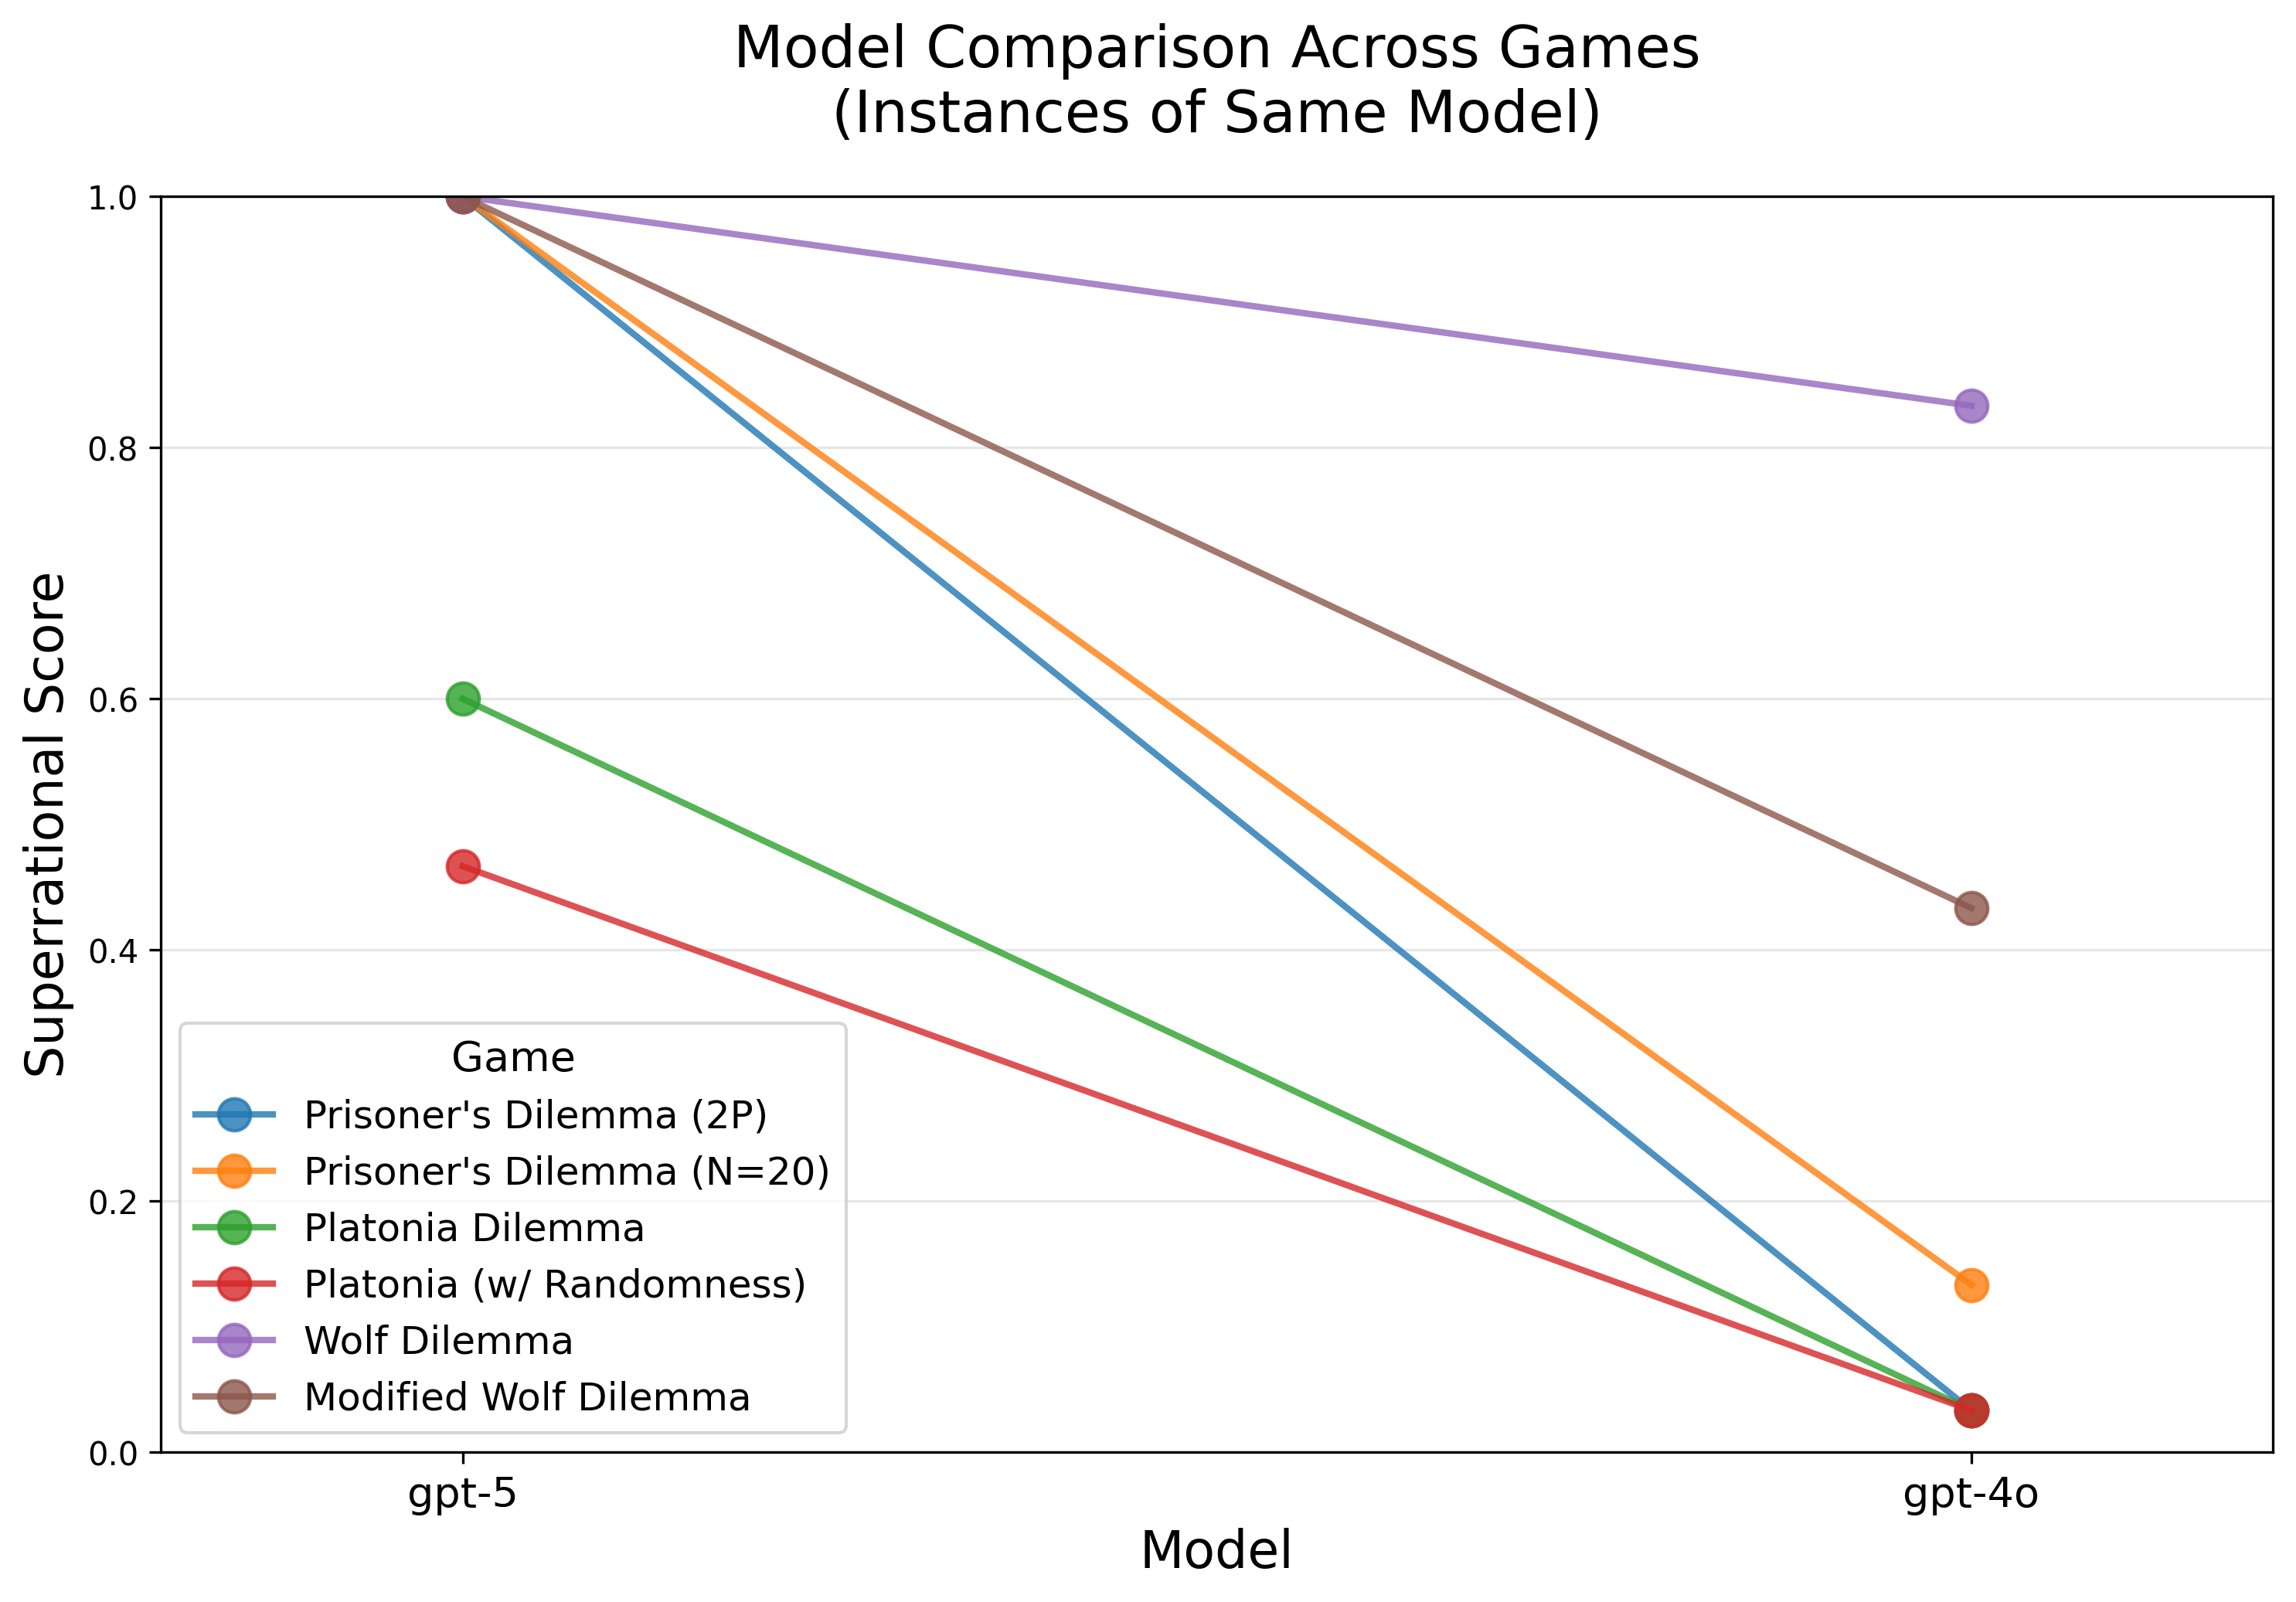 Model Comparison Across Games
(Instances of Same Model)
Superrational Score
1.0
0.8
0.6
0.4
0.2
0.0
Game
Prisoner's Dilemma (2P)
Prisoner's Dilemma (N=20)
Platonia Dilemma
Platonia (w/ Randomness)
Wolf Dilemma
Modified Wolf Dilemma
gpt-5
gpt-4o
Model